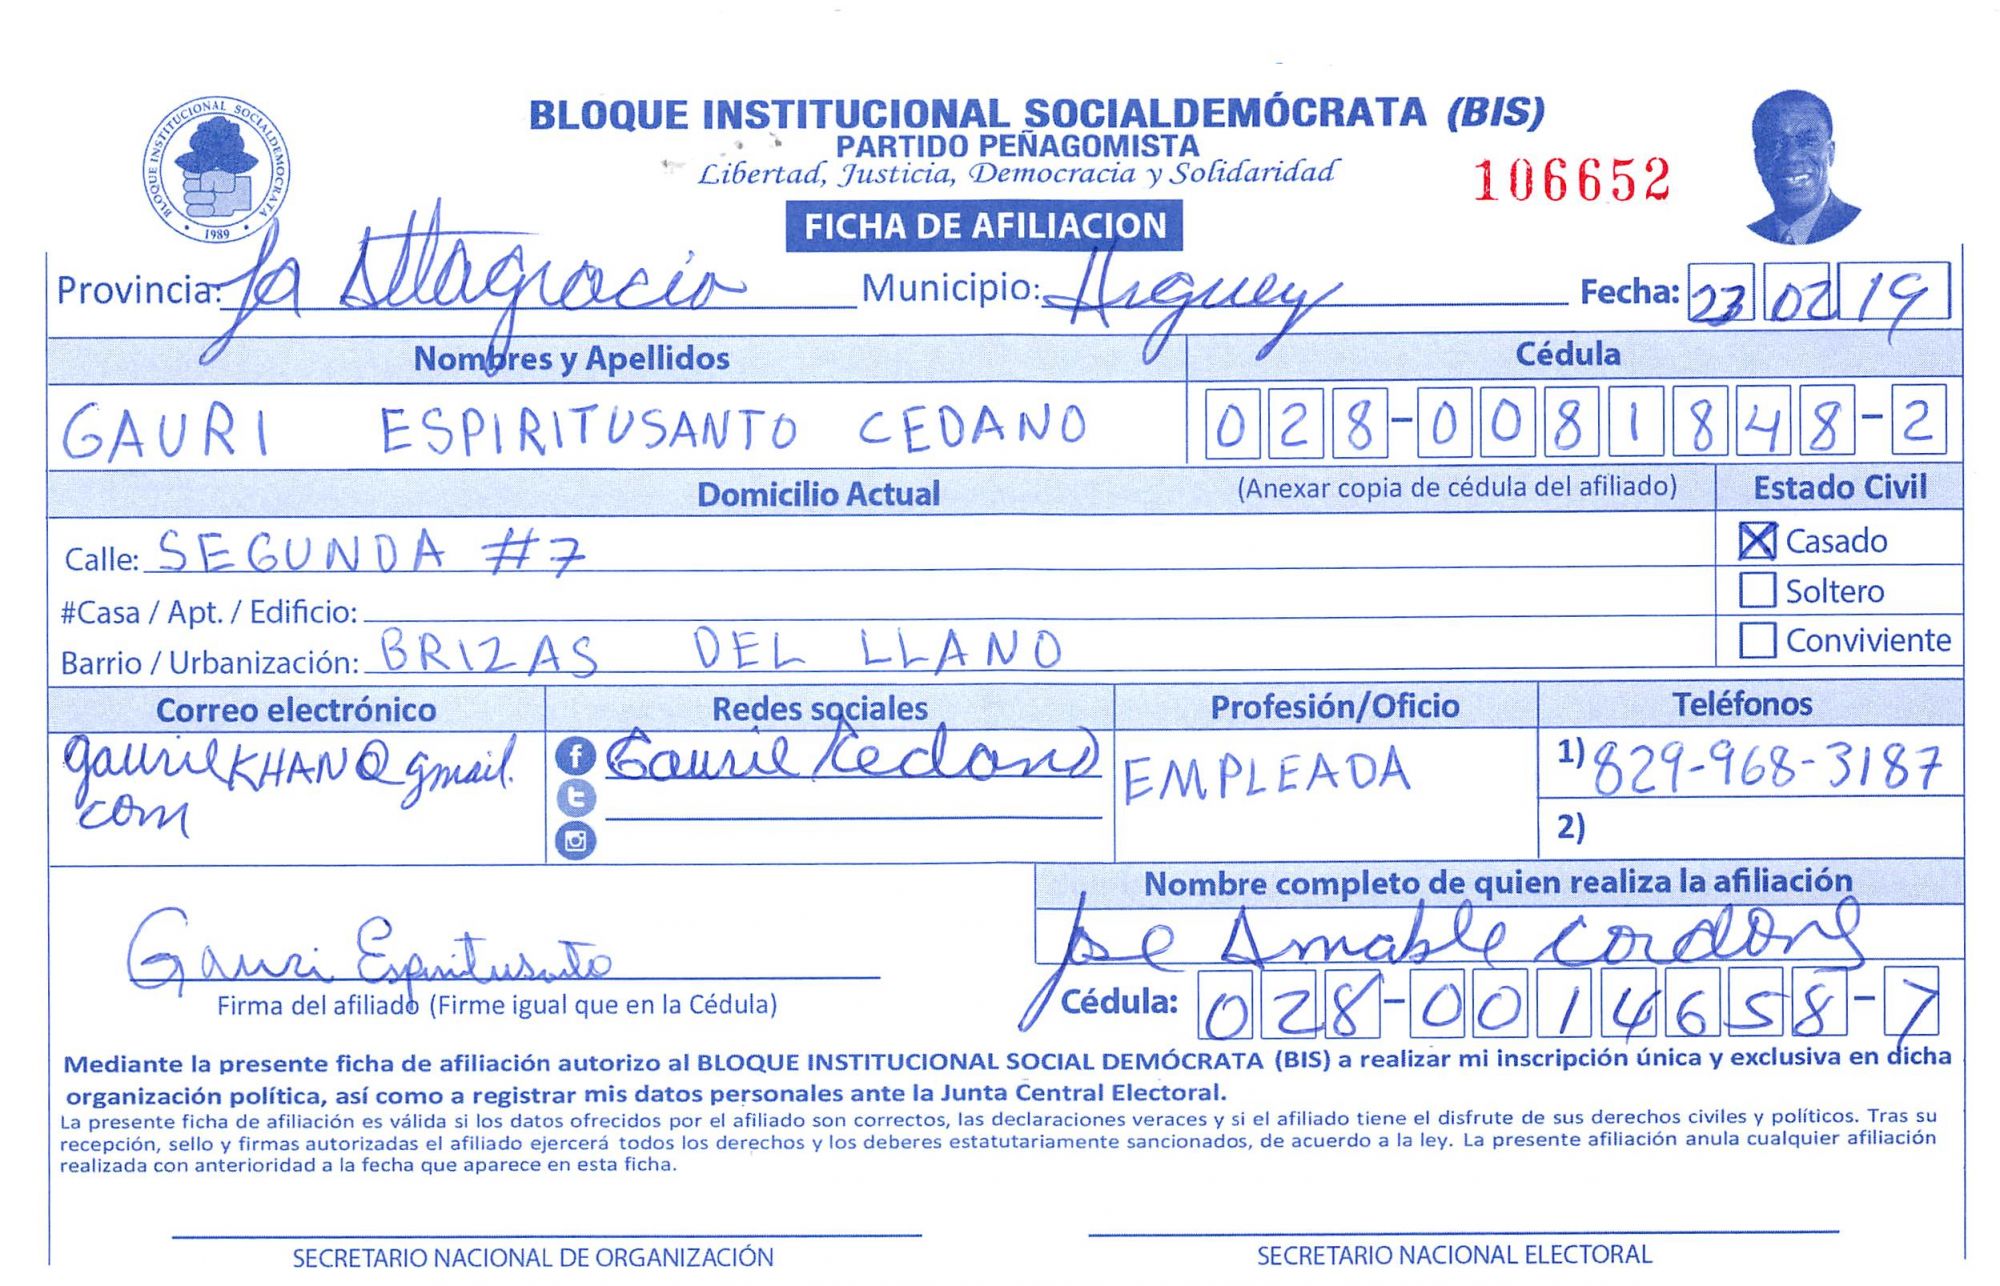 BLOQUE INSTITUCIONAL SOCIALDEMOCRATA
1989
BLOQUE INSTITUCIONAL SOCIALDEMÓCRATA (BIS)
PARTIDO PEÑAGOMISTA
Libertad, Justicia, Democracia y Solidaridad
106652
FICHA DE AFILIACION
Provincia: La Altagracia Municipio: Higuey Fecha: 23 02 19
Nombres y Apellidos Cédula
GAURI ESPIRITUSANTO CEDANO 028-0081848-2
Domicilio Actual (Anexar copia de cédula del afiliado) Estado Civil
Calle: SEGUNDA #7 Casado
#Casa / Apt. / Edificio: Soltero
Barrio / Urbanización: BRIZAS DEL LLANO Conviviente
Correo electrónico Redes sociales Profesión/Oficio Teléfonos
gaurilKHAN@gmail. Gauril Cedano EMPLEADA 1) 829-968-3187
com 2)
Nombre completo de quien realiza la afiliación
Jose Amable Cordones
Gauri Espiritusanto
Firma del afiliado (Firme igual que en la Cédula) Cédula: 028-0014658-7
Mediante la presente ficha de afiliación autorizo al BLOQUE INSTITUCIONAL SOCIAL DEMÓCRATA (BIS) a realizar mi inscripción única y exclusiva en dicha
organización política, así como a registrar mis datos personales ante la Junta Central Electoral.
La presente ficha de afiliación es válida si los datos ofrecidos por el afiliado son correctos, las declaraciones veraces y si el afiliado tiene el disfrute de sus derechos civiles y políticos. Tras su
recepción, sello y firmas autorizadas el afiliado ejercerá todos los derechos y los deberes estatutariamente sancionados, de acuerdo a la ley. La presente afiliación anula cualquier afiliación
realizada con anterioridad a la fecha que aparece en esta ficha.
SECRETARIO NACIONAL DE ORGANIZACIÓN SECRETARIO NACIONAL ELECTORAL